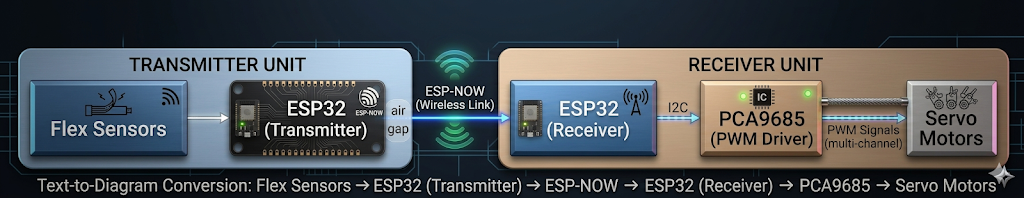 TRANSMITTER UNIT
Flex Sensors
ESP32
(Transmitter)
ESP-NOW
air
gap
ESP-NOW
(Wireless Link)
RECEIVER UNIT
ESP32
(Receiver)
I2C
IC
PCA9685
(PWM Driver)
PWM Signals
(multi-channel)
Servo
Motors
Text-to-Diagram Conversion: Flex Sensors → ESP32 (Transmitter) → ESP-NOW → ESP32 (Receiver) → PCA9685 → Servo Motors